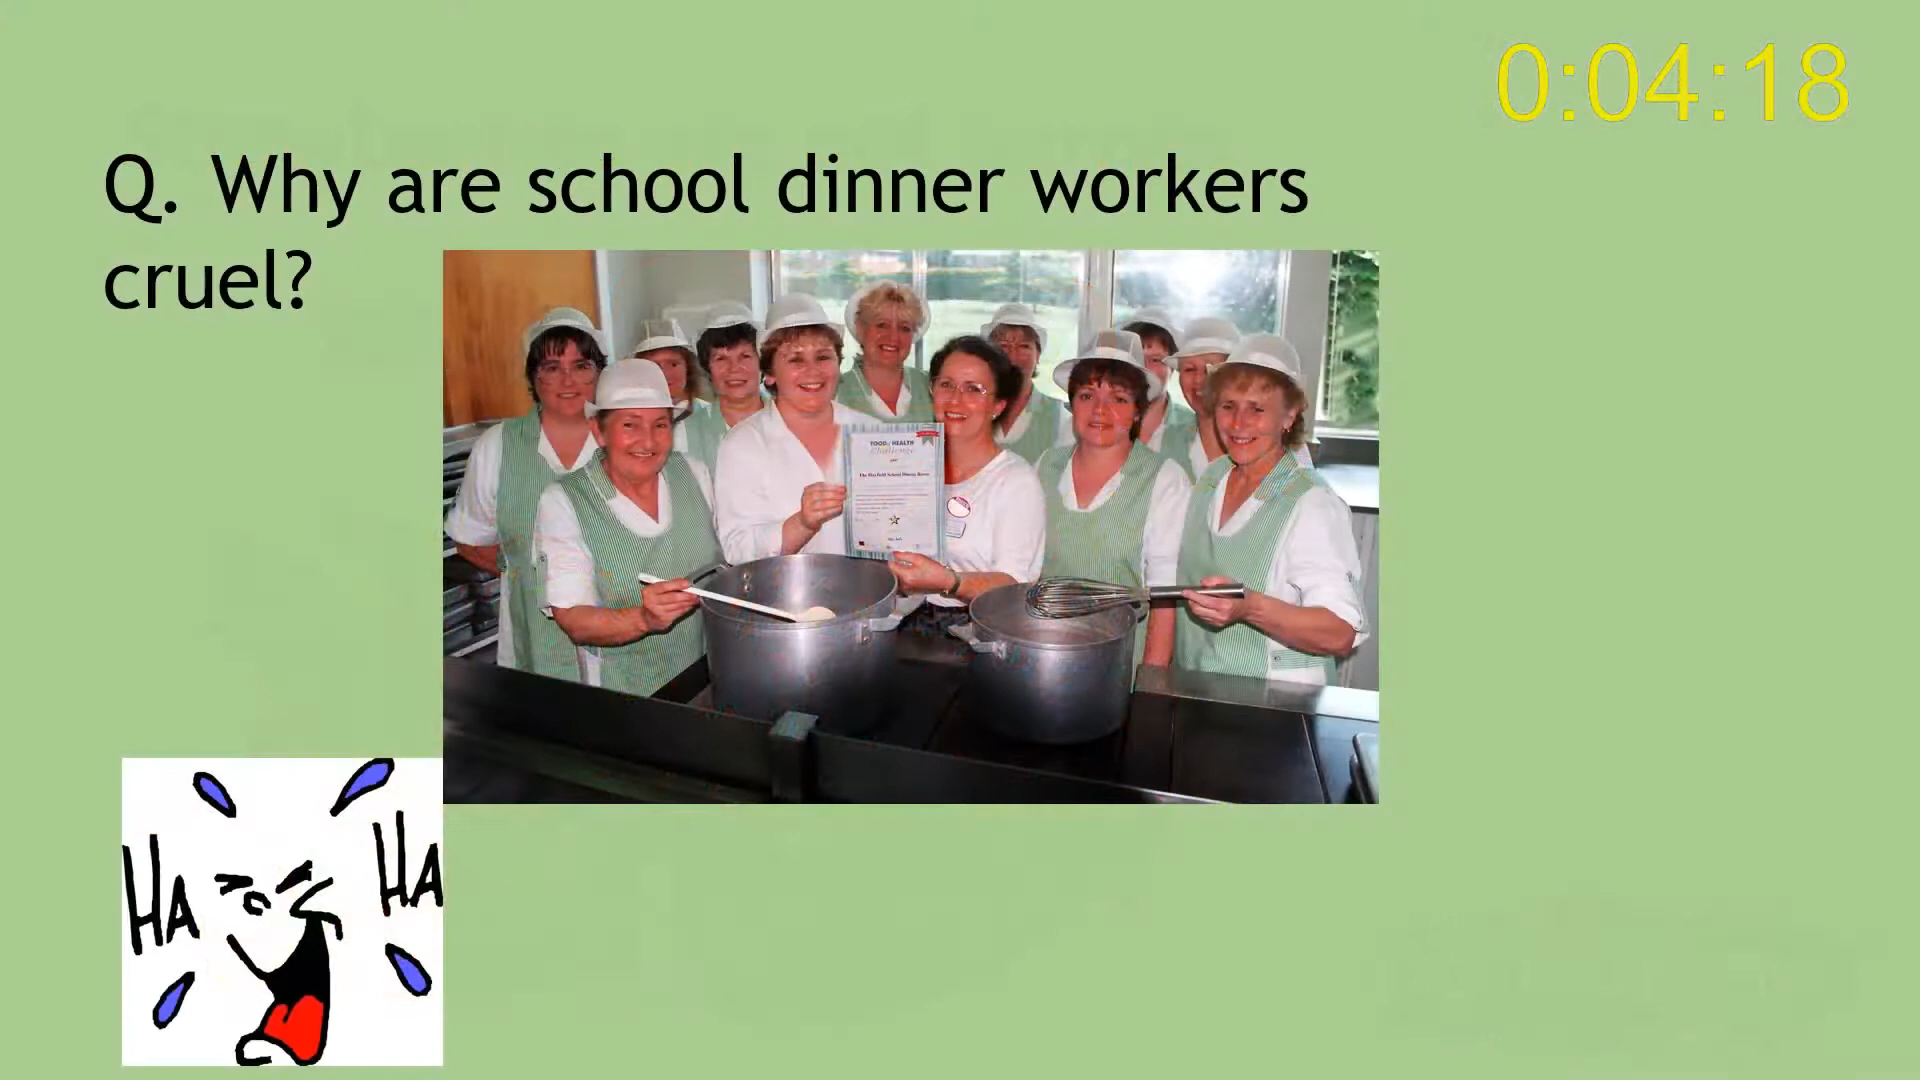 0:04:18
Q. Why are school dinner workers
cruel?
FOOD & HEALTH
Challenge
HA
HA